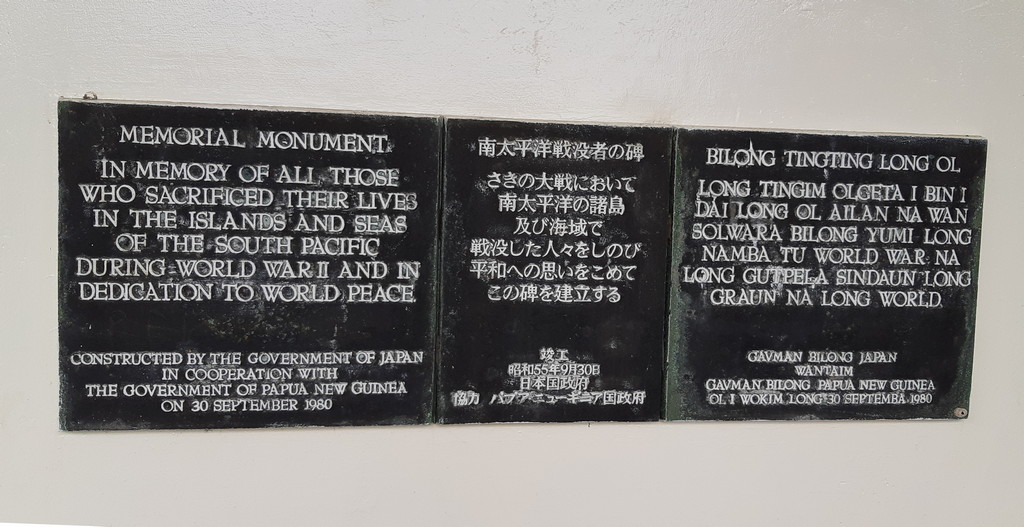 MEMORIAL MONUMENT
IN MEMORY OF ALL THOSE
WHO SACRIFICED THEIR LIVES
IN THE ISLANDS AND SEAS
OF THE SOUTH PACIFIC
DURING WORLD WAR II AND IN
DEDICATION TO WORLD PEACE.
CONSTRUCTED BY THE GOVERNMENT OF JAPAN
IN COOPERATION WITH
THE GOVERNMENT OF PAPUA NEW GUINEA
ON 30 SEPTEMBER 1980
南太平洋戦没者の碑
さきの大戦において
南太平洋の諸島
及び海域で
戦没した人々をしのび
平和への思いをこめて
この碑を建立する
竣工
昭和55年9月30日
日本国政府
協力 パプアニューギニア国政府
BILONG TINGTING LONG OL
LONG TINGIM OLGETA I BIN I
DAI LONG OL AILAN NA WAN
SOLWARA BILONG YUMI LONG
NAMBA TU WORLD WAR NA
LONG GUTPELA SINDAUN LONG
GRAUN NA LONG WORLD.
GAVMAN BILONG JAPAN
WANTAIM
GAVMAN BILONG PAPUA NEW GUINEA
OL I WOKIM LONG 30 SEPTEMBA 1980